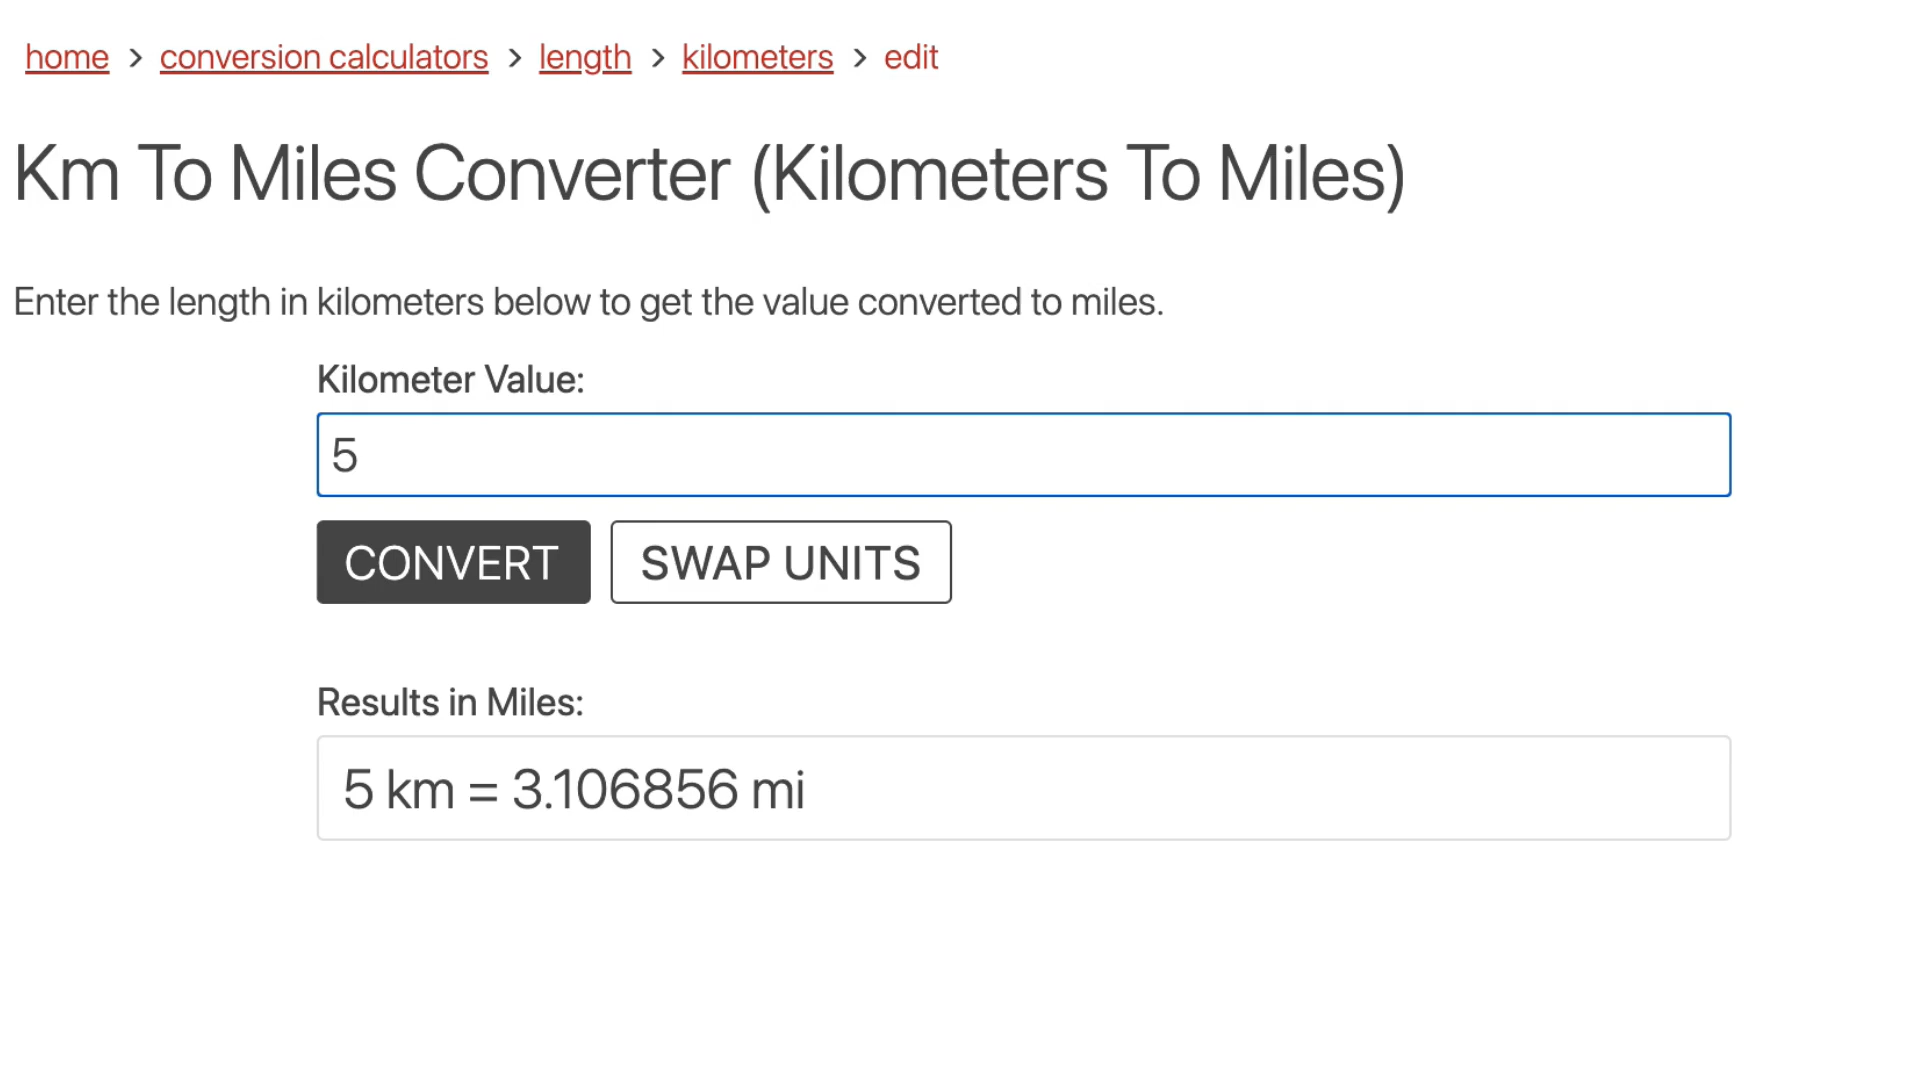 home > conversion calculators > length > kilometers > edit
Km To Miles Converter (Kilometers To Miles)
Enter the length in kilometers below to get the value converted to miles.
Kilometer Value:
5
CONVERT SWAP UNITS
Results in Miles:
5 km = 3.106856 mi